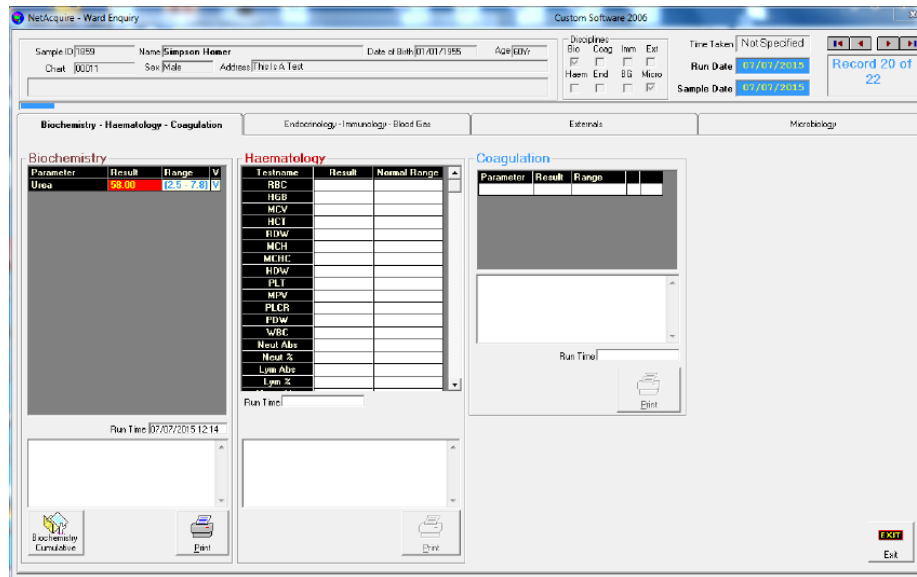 NetAcquire - Ward Enquiry Custom Software 2006
Sample ID 1859 Name Simpson Homer Date of Birth 01/01/1955 Age 60Yr
Chart 00011 Sex Male Address This Is A Test
Disciplines
Bio Coag Imm Ext
Haem End BG Micro
Time Taken Not Specified
Run Date 07/07/2015
Sample Date 07/07/2015
Record 20 of
22
Biochemistry - Haematology - Coagulation Endocrinology - Immunology - Blood Gas Externals Microbiology
Biochemistry
Parameter Result Range V
Urea 58.00 (2.5 - 7.8) V
Run Time 07/07/2015 12:14
Biochemistry
Cumulative
Print
Haematology
Testname Result Normal Range
RBC
HGB
MCV
HCT
RDW
MCH
MCHC
HDW
PLT
MPV
PLCR
PDW
WBC
Neut Abs
Neut %
Lym Abs
Lym %
Run Time
Print
Coagulation
Parameter Result Range
Run Time
Print
EXIT
Exit